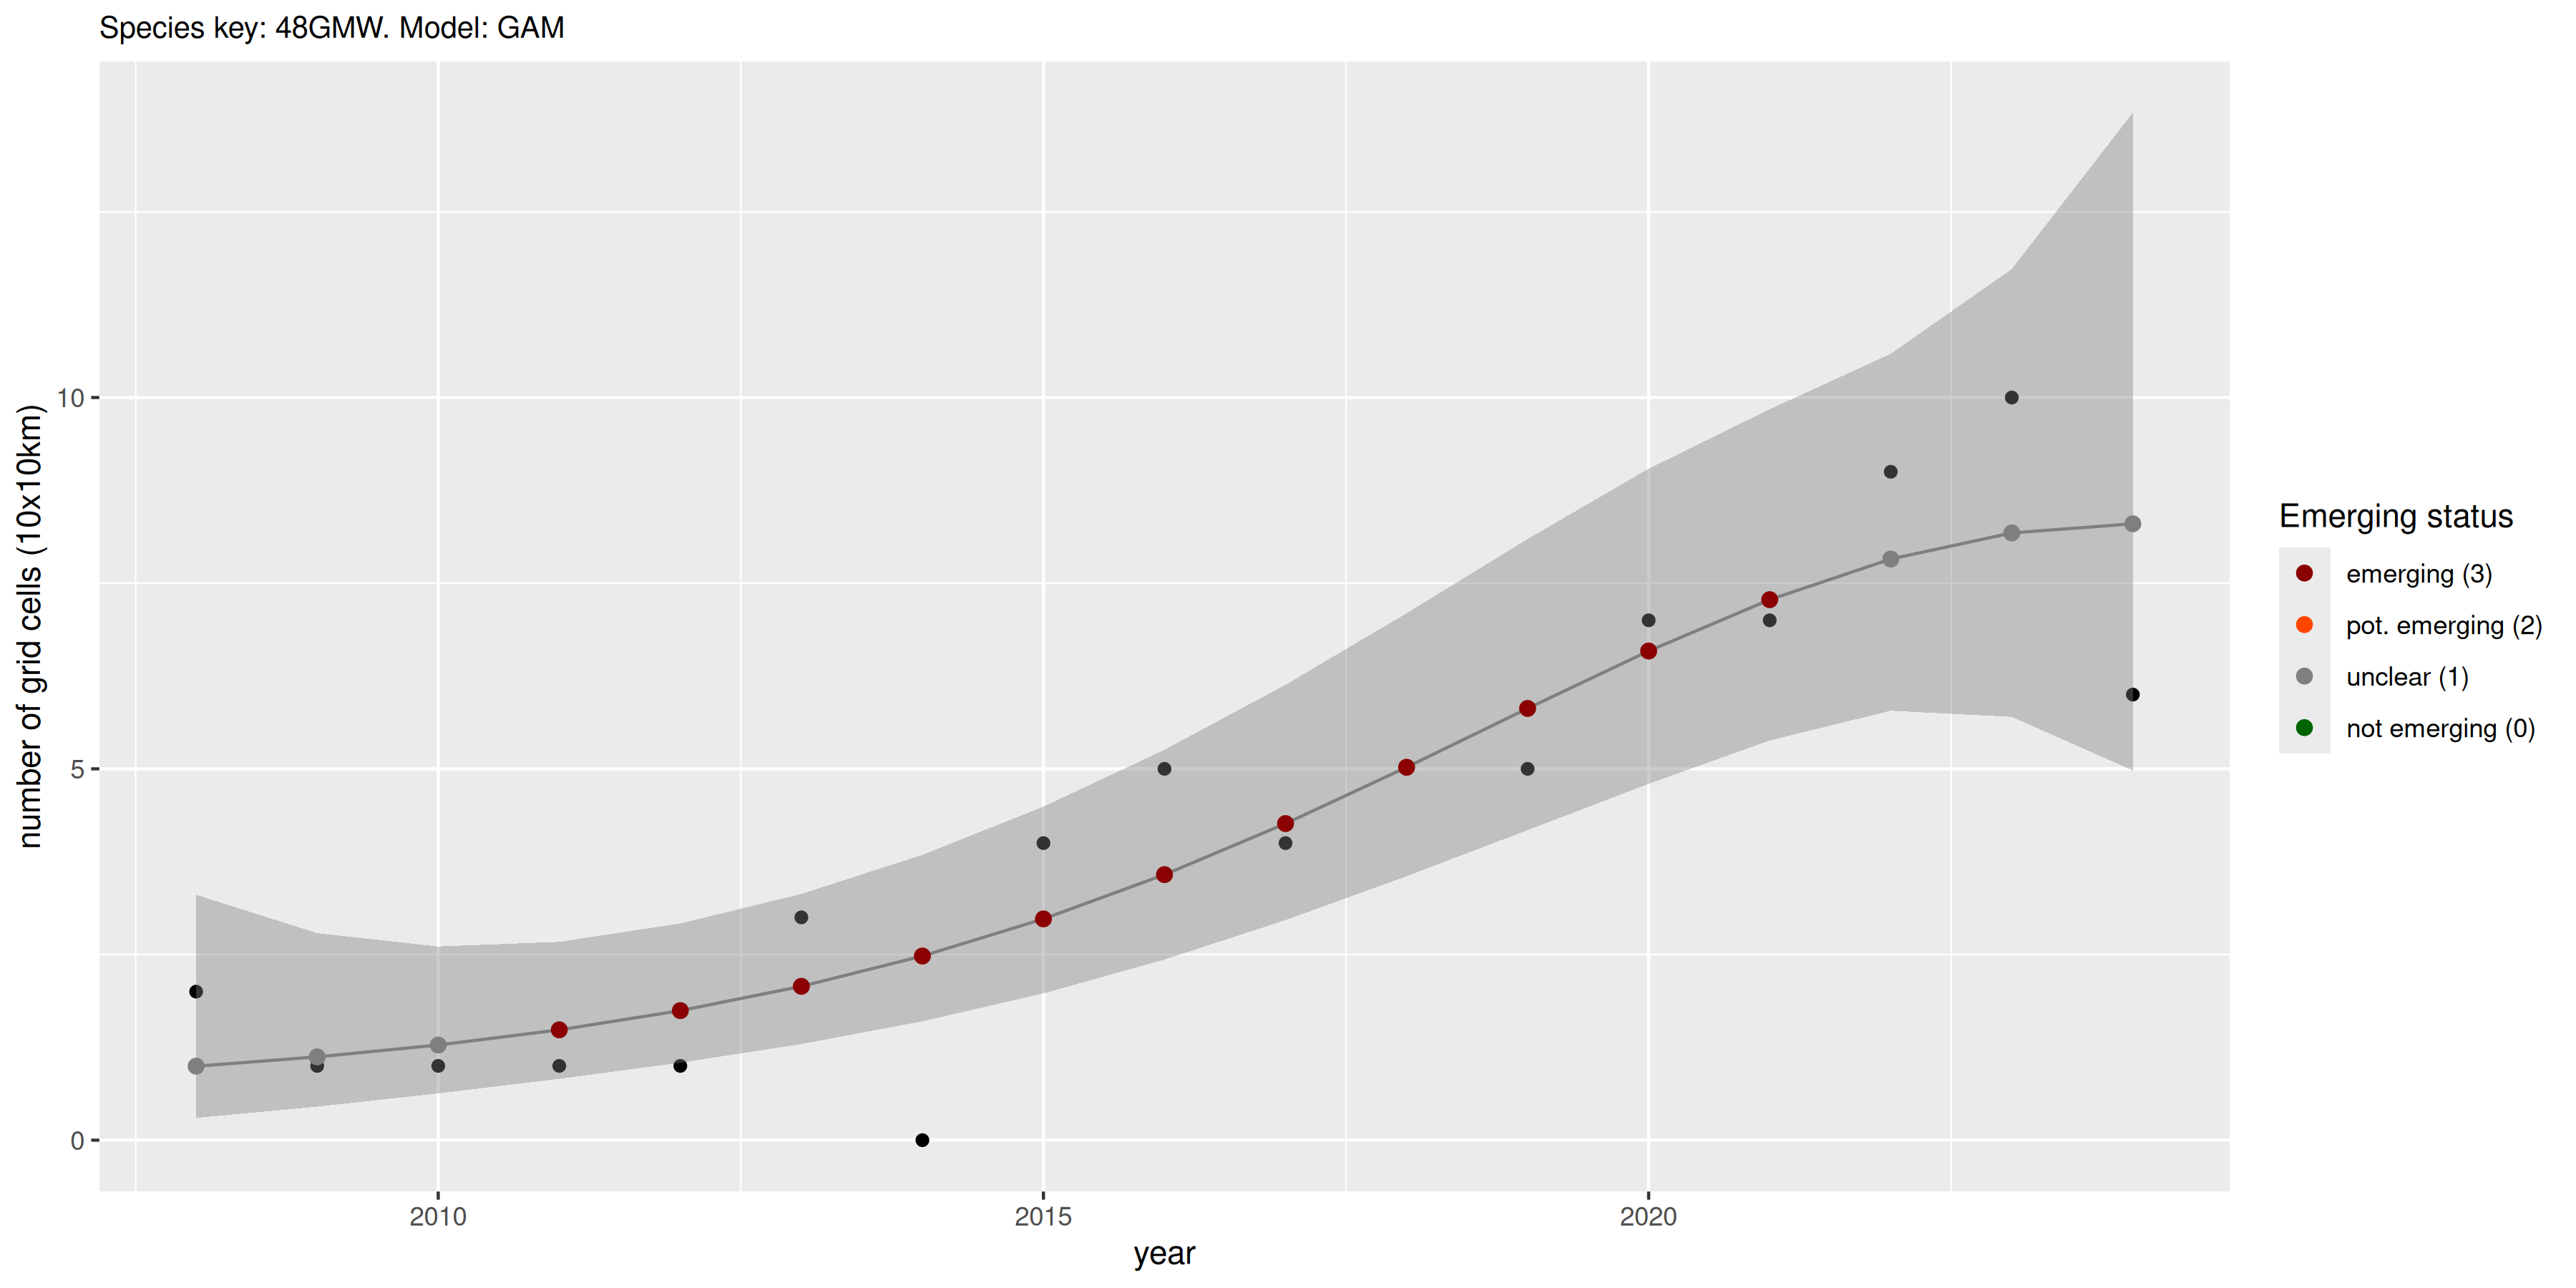 Species key: 48GMW. Model: GAM
number of grid cells (10x10km)
10
5
0
2010
2015
2020
year
Emerging status
emerging (3)
pot. emerging (2)
unclear (1)
not emerging (0)